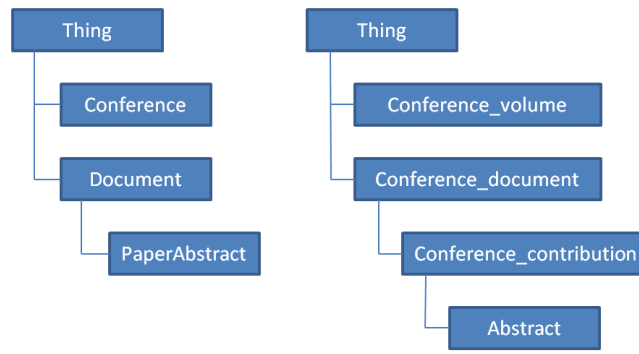 Thing
Conference
Document
PaperAbstract
Thing
Conference_volume
Conference_document
Conference_contribution
Abstract